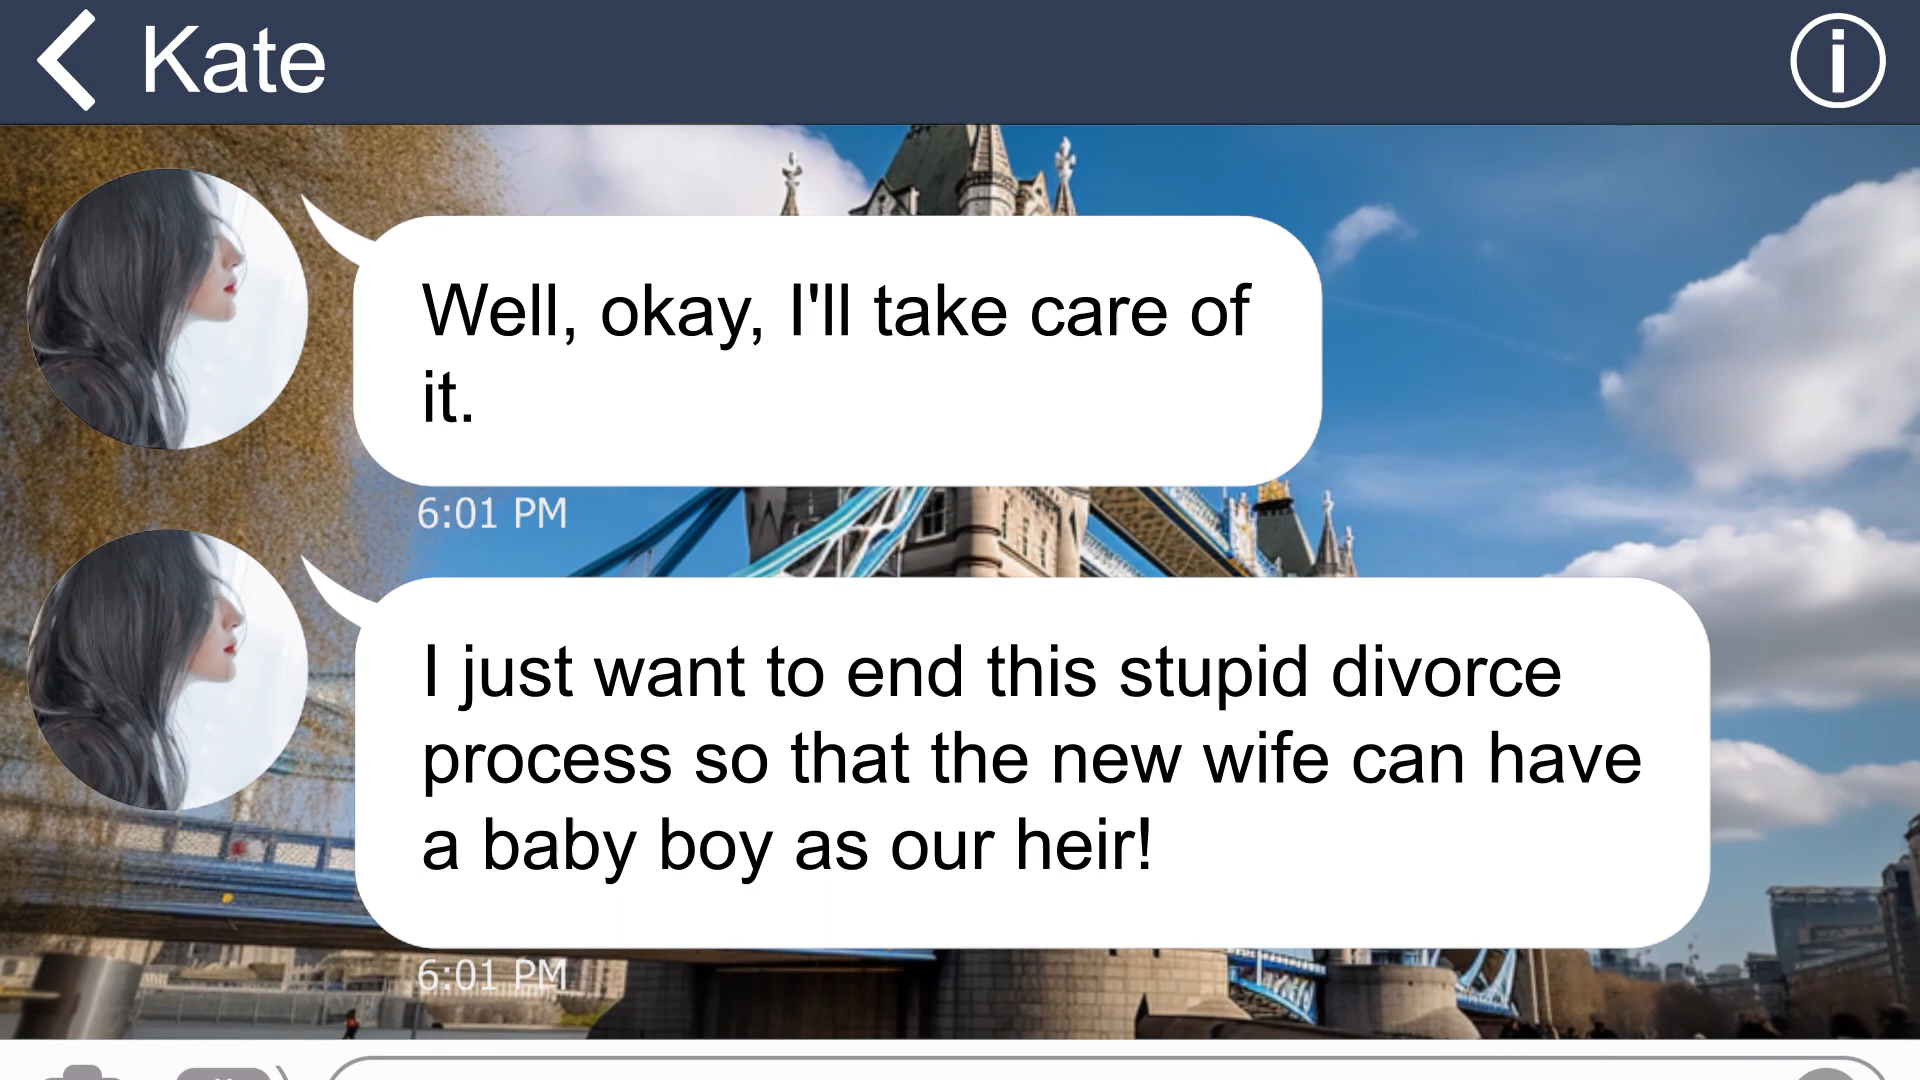 Kate
Well, okay, I'll take care of
it.
6:01 PM
I just want to end this stupid divorce
process so that the new wife can have
a baby boy as our heir!
6:01 PM